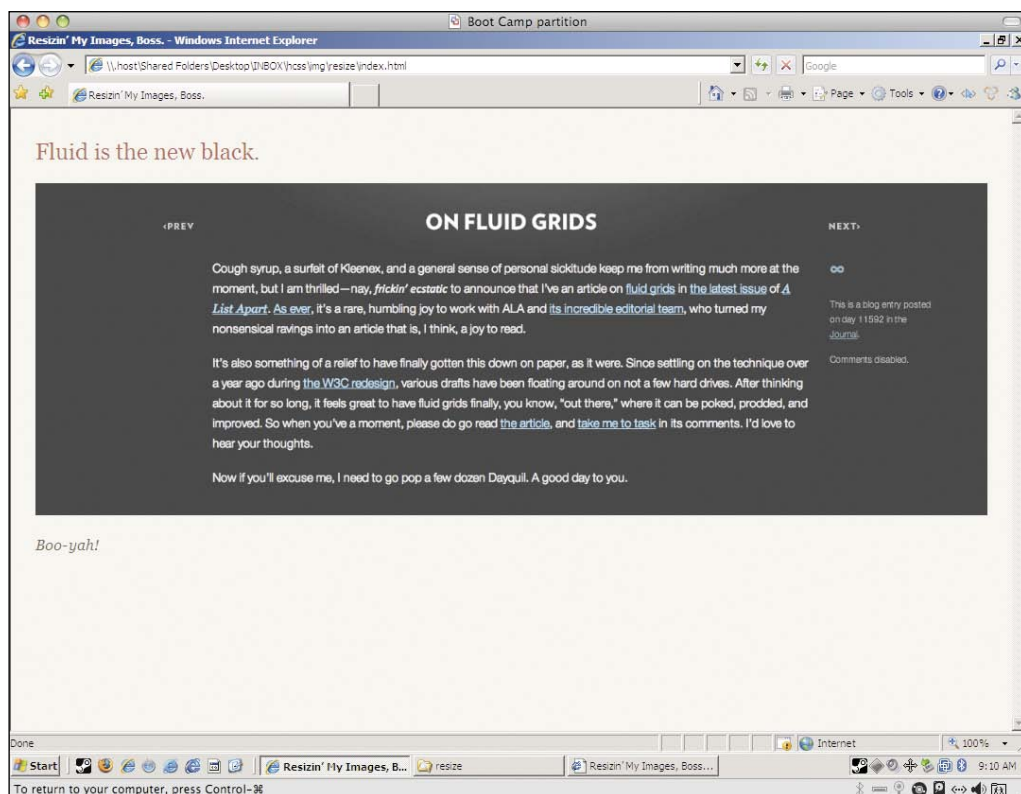 Boot Camp partition
Resizin' My Images, Boss. - Windows Internet Explorer
\\.host\Shared Folders\Desktop\INBOX\hcss\img\resize\index.html
Google
Resizin' My Images, Boss.
Page
Tools
Fluid is the new black.
‹PREV
ON FLUID GRIDS
NEXT›
Cough syrup, a surfeit of Kleenex, and a general sense of personal sickitude keep me from writing much more at the
moment, but I am thrilled—nay, frickin' ecstatic to announce that I've an article on fluid grids in the latest issue of A
List Apart. As ever, it's a rare, humbling joy to work with ALA and its incredible editorial team, who turned my
nonsensical ravings into an article that is, I think, a joy to read.
∞
This is a blog entry posted
on day 11592 in the
Journal.
Comments disabled.
It's also something of a relief to have finally gotten this down on paper, as it were. Since settling on the technique over
a year ago during the W3C redesign, various drafts have been floating around on not a few hard drives. After thinking
about it for so long, it feels great to have fluid grids finally, you know, "out there," where it can be poked, prodded, and
improved. So when you've a moment, please do go read the article, and take me to task in its comments. I'd love to
hear your thoughts.
Now if you'll excuse me, I need to go pop a few dozen Dayquil. A good day to you.
Boo-yah!
Done
Internet
100%
Start
Resizin' My Images, B...
resize
Resizin' My Images, Boss...
9:10 AM
To return to your computer, press Control-⌘